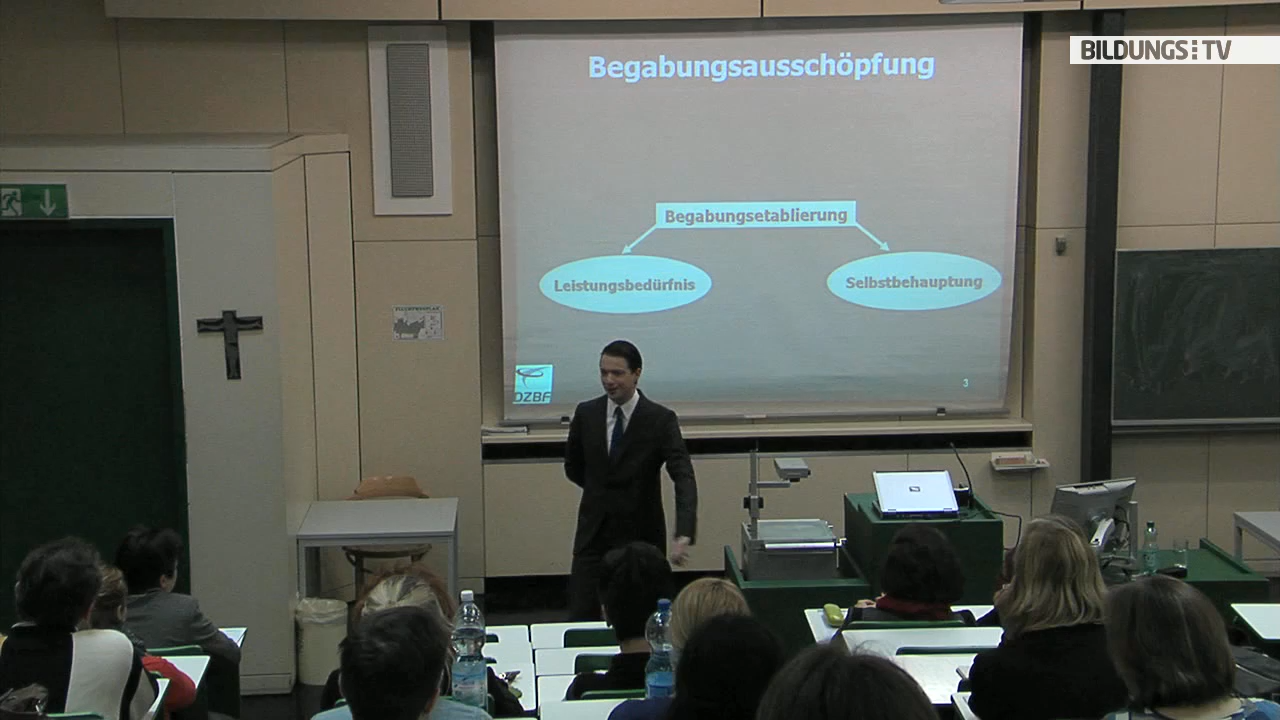 BILDUNGS TV
Begabungsausschöpfung
Begabungsetablierung
Leistungsbedürfnis
Selbstbehauptung
DZBF
3